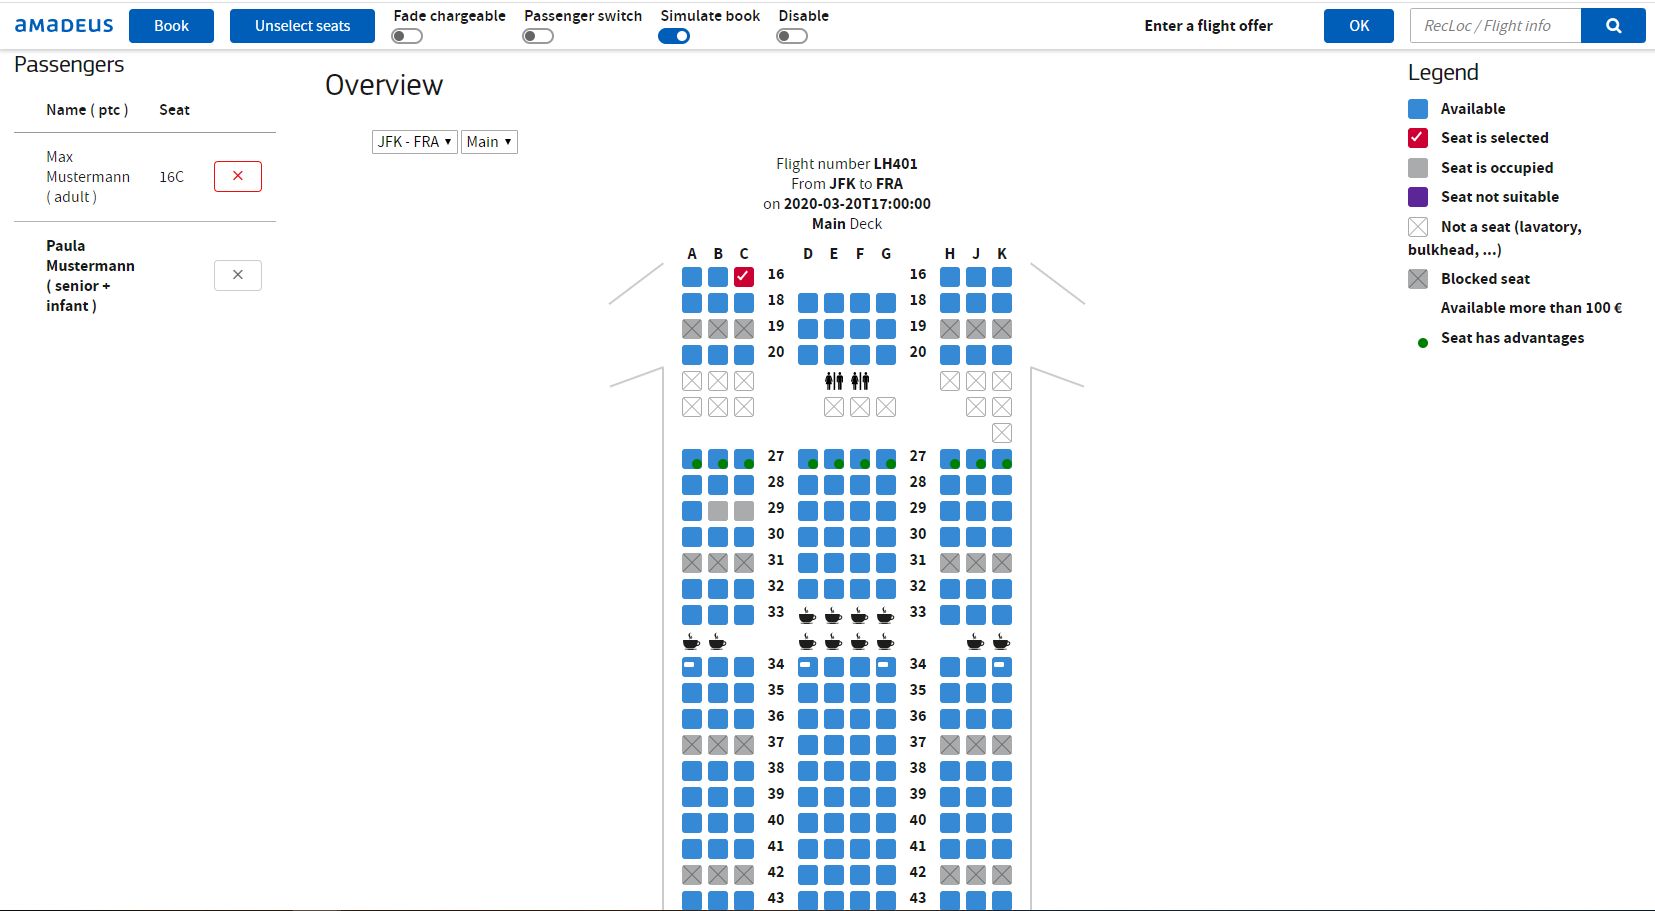 aMaDEUS
Book
Unselect seats
Fade chargeable
Passenger switch
Simulate book
Disable
Enter a flight offer
OK
RecLoc / Flight info
Passengers
Name ( ptc ) Seat
Max
Mustermann
( adult )
16C
×
Paula
Mustermann
( senior +
infant )
×
Overview
JFK - FRA ▾
Main ▾
Flight number LH401
From JFK to FRA
on 2020-03-20T17:00:00
Main Deck
A B C D E F G H J K
16 16
18 18
19 19
20 20
27 27
28 28
29 29
30 30
31 31
32 32
33 33
34 34
35 35
36 36
37 37
38 38
39 39
40 40
41 41
42 42
43 43
Legend
Available
Seat is selected
Seat is occupied
Seat not suitable
Not a seat (lavatory,
bulkhead, ...)
Blocked seat
Available more than 100 €
Seat has advantages